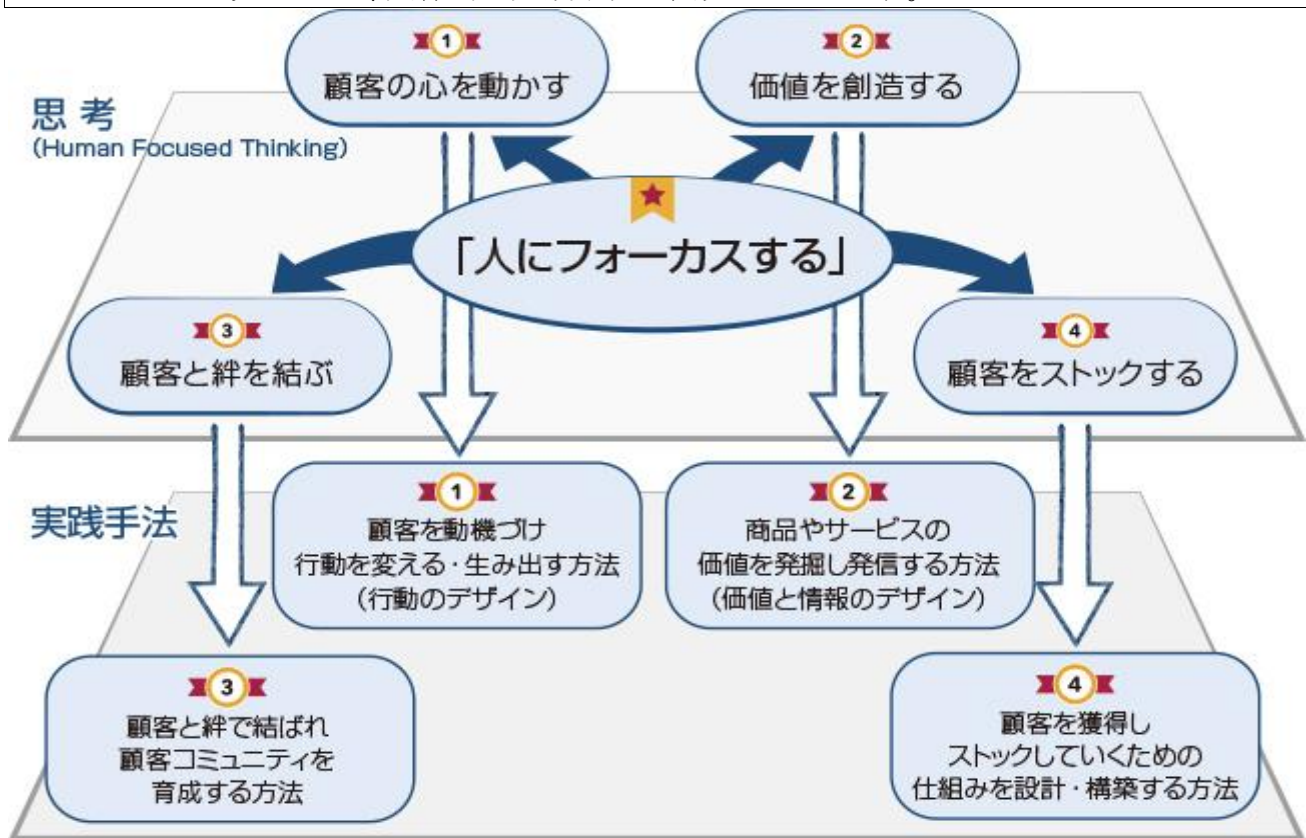 1
顧客の心を動かす
2
価値を創造する
思考
(Human Focused Thinking)
「人にフォーカスする」
3
顧客と絆を結ぶ
4
顧客をストックする
実践手法
1
顧客を動機づけ
行動を変える・生み出す方法
(行動のデザイン)
2
商品やサービスの
価値を発掘し発信する方法
(価値と情報のデザイン)
3
顧客と絆で結ばれ
顧客コミュニティを
育成する方法
4
顧客を獲得し
ストックしていくための
仕組みを設計・構築する方法